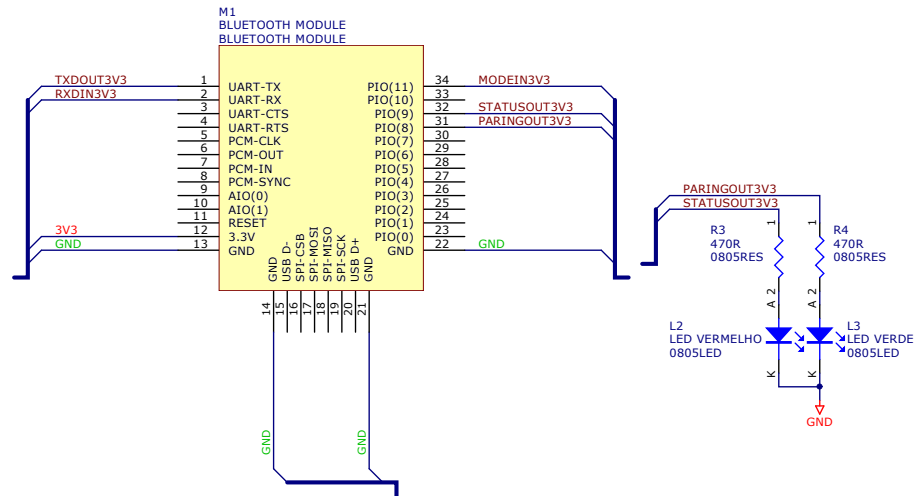 M1
BLUETOOTH MODULE
BLUETOOTH MODULE
TXDOUT3V3 1 UART-TX
RXDIN3V3 2 UART-RX
3 UART-CTS
4 UART-RTS
5 PCM-CLK
6 PCM-OUT
7 PCM-IN
8 PCM-SYNC
9 AIO(0)
10 AIO(1)
11 RESET
3V3 12 3.3V
GND 13 GND
PIO(11) 34 MODEIN3V3
PIO(10) 33
PIO(9) 32 STATUSOUT3V3
PIO(8) 31 PARINGOUT3V3
PIO(7) 30
PIO(6) 29
PIO(5) 28
PIO(4) 27
PIO(3) 26
PIO(2) 25
PIO(1) 24
PIO(0) 23
GND 22 GND
GND 14 GND
USB D- 15
SPI-CSB 16
SPI-MOSI 17
SPI-MISO 18
SPI-SCK 19
USB D+ 20
GND 21 GND
PARINGOUT3V3
STATUSOUT3V3
1 1
R3
470R
0805RES
R4
470R
0805RES
2 2
A A
L2
LED VERMELHO
0805LED
L3
LED VERDE
0805LED
K K
GND